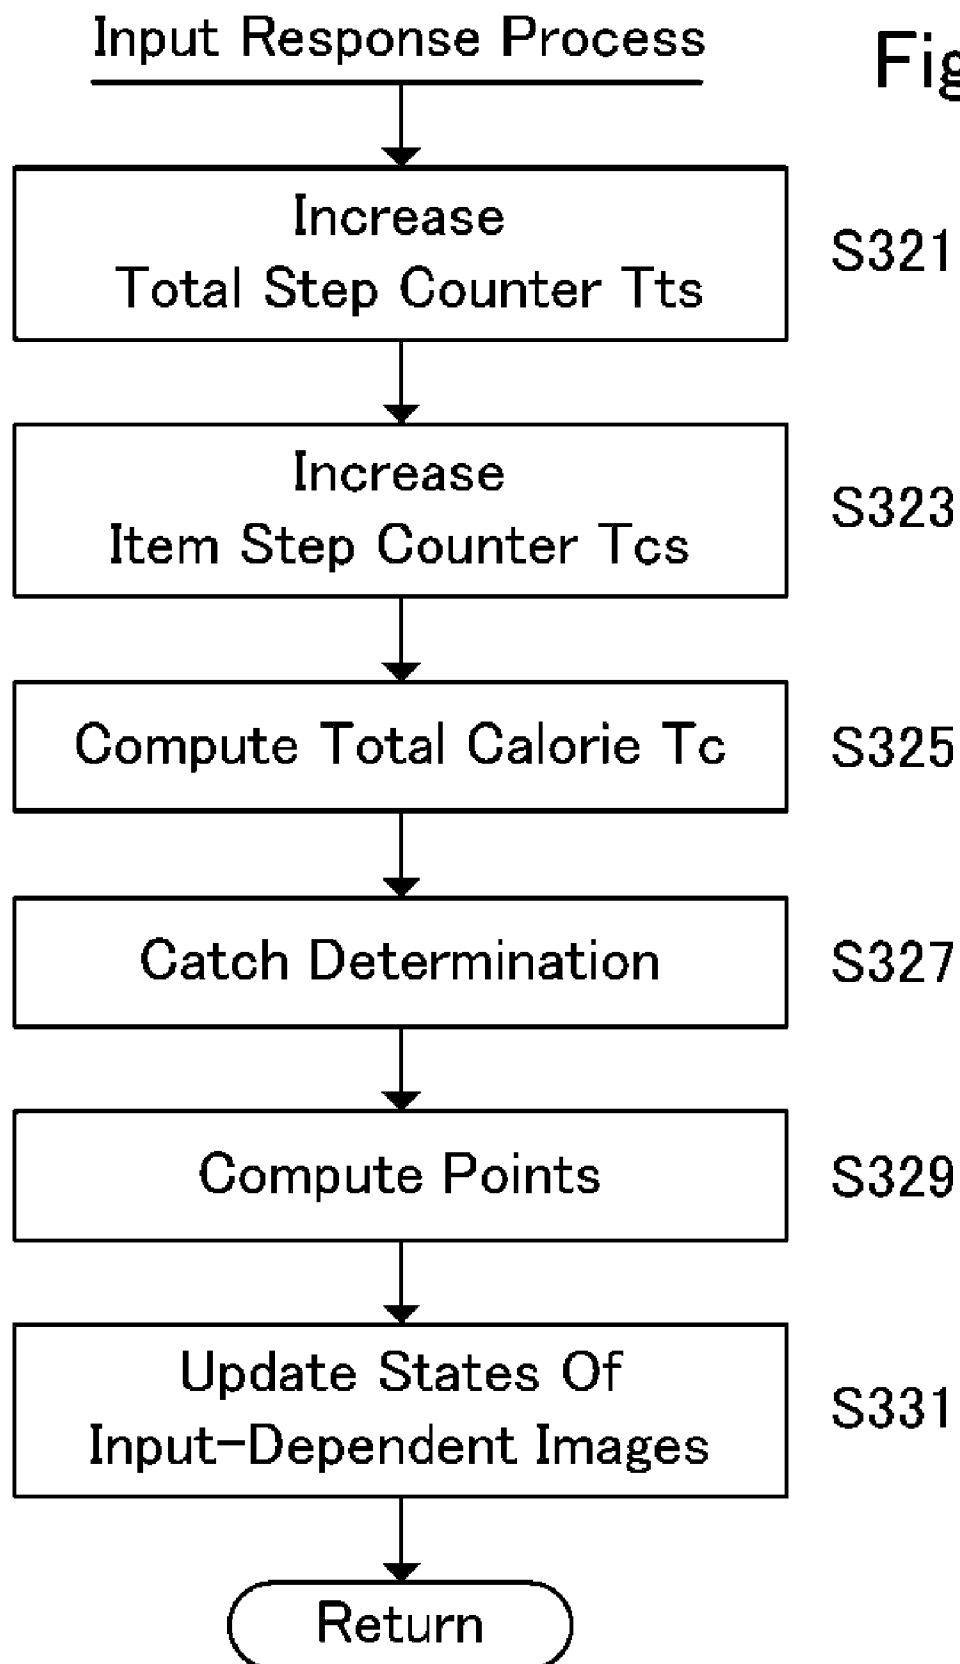 Input Response Process
Fig
Increase
Total Step Counter Tts
S321
Increase
Item Step Counter Tcs
S323
Compute Total Calorie Tc
S325
Catch Determination
S327
Compute Points
S329
Update States Of
Input-Dependent Images
S331
Return